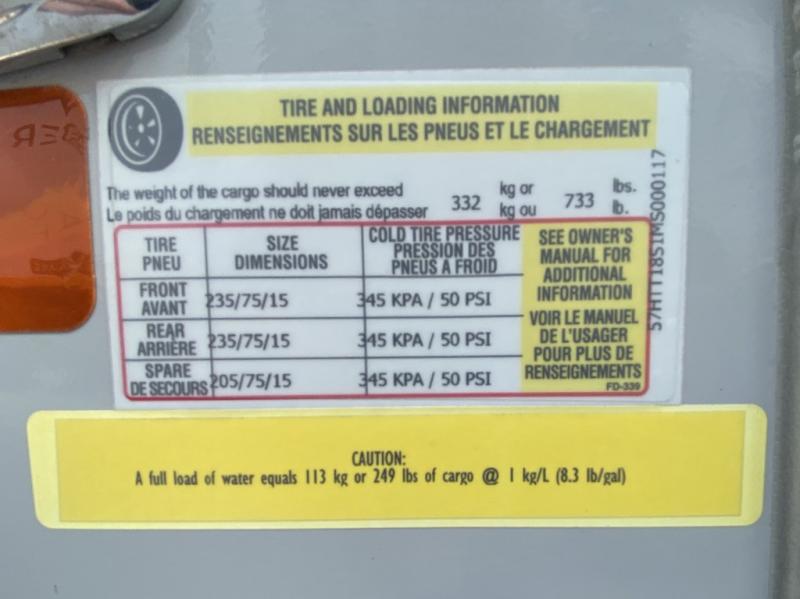 TIRE AND LOADING INFORMATION
RENSEIGNEMENTS SUR LES PNEUS ET LE CHARGEMENT
The weight of the cargo should never exceed 332 kg or 733 lbs.
Le poids du chargement ne doit jamais dépasser kg ou lb.
TIRE
PNEU
SIZE
DIMENSIONS
COLD TIRE PRESSURE
PRESSION DES
PNEUS A FROID
FRONT
AVANT
235/75/15
345 KPA / 50 PSI
REAR
ARRIÈRE
235/75/15
345 KPA / 50 PSI
SPARE
DE SECOURS
205/75/15
345 KPA / 50 PSI
SEE OWNER'S
MANUAL FOR
ADDITIONAL
INFORMATION
VOIR LE MANUEL
DE L'USAGER
POUR PLUS DE
RENSEIGNEMENTS
FD-339
CAUTION:
A full load of water equals 113 kg or 249 lbs of cargo @ 1 kg/L (8.3 lb/gal)